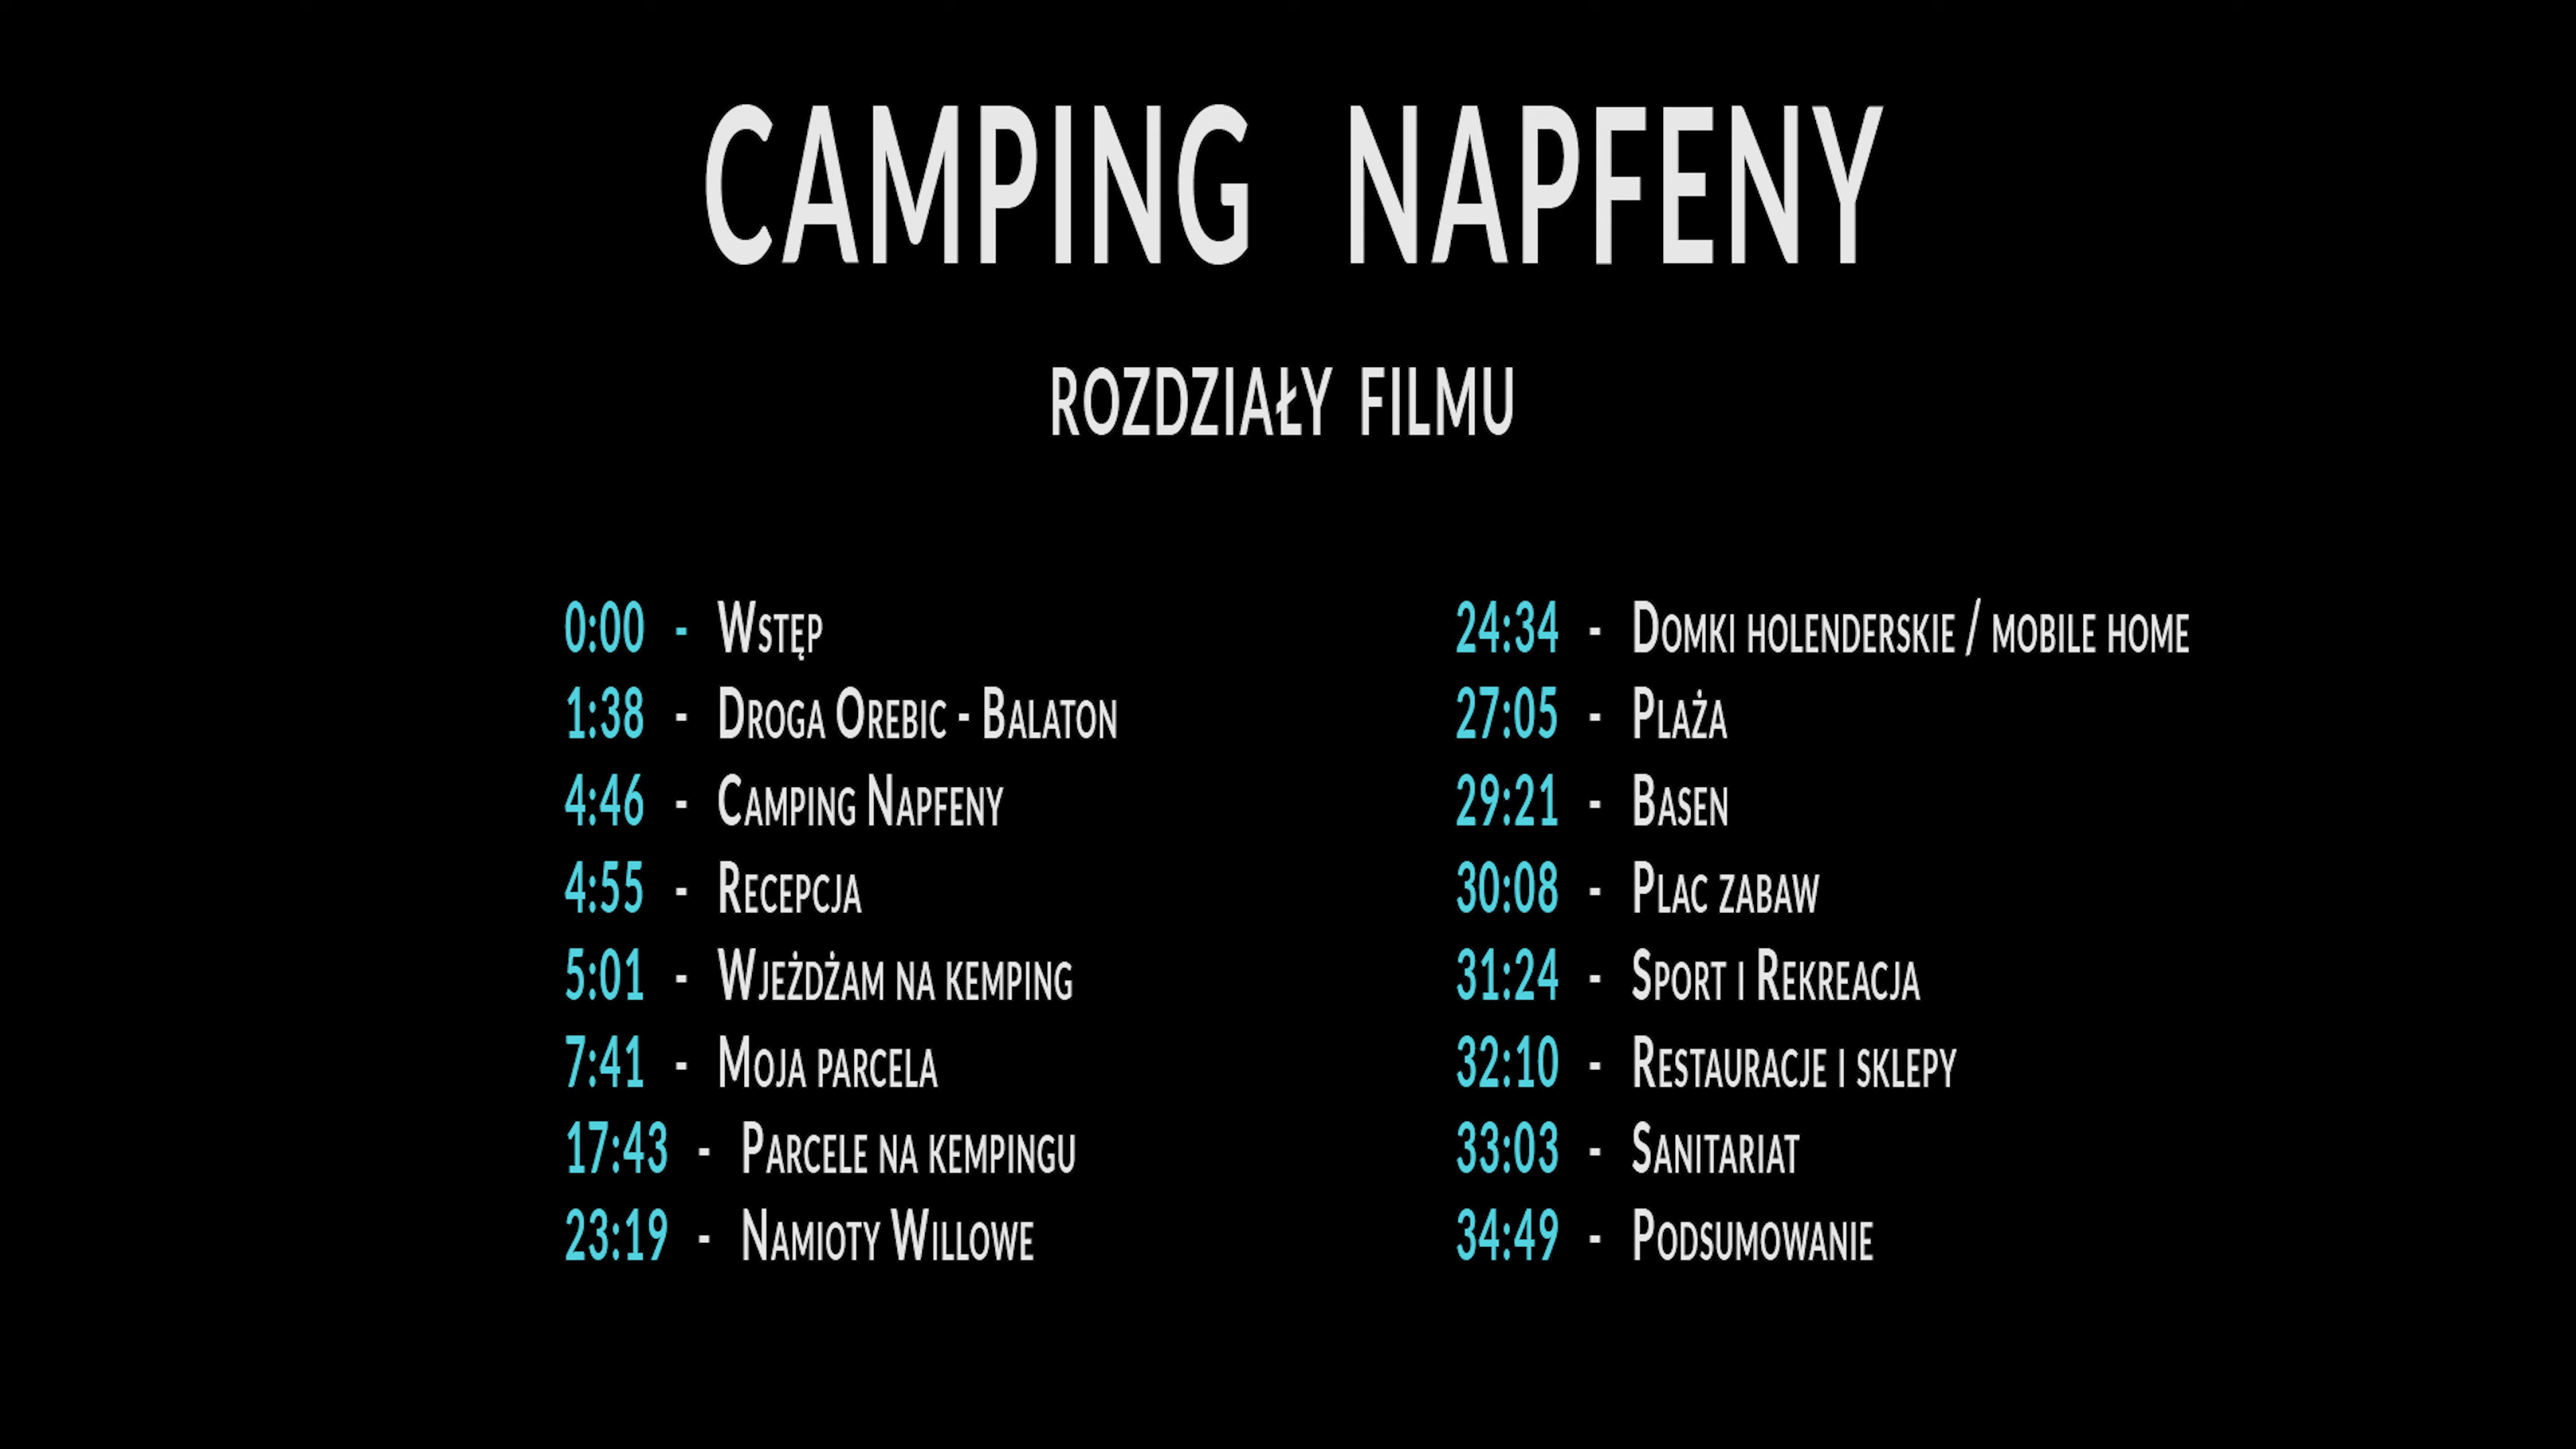 CAMPING NAPFENY
ROZDZIAŁY FILMU
0:00 - Wstęp
1:38 - Droga Orebic - Balaton
4:46 - Camping Napfeny
4:55 - Recepcja
5:01 - Wjeżdżam na kemping
7:41 - Moja parcela
17:43 - Parcele na kempingu
23:19 - Namioty Willowe
24:34 - Domki holenderskie / mobile home
27:05 - Plaża
29:21 - Basen
30:08 - Plac zabaw
31:24 - Sport i Rekreacja
32:10 - Restauracje i sklepy
33:03 - Sanitariat
34:49 - Podsumowanie